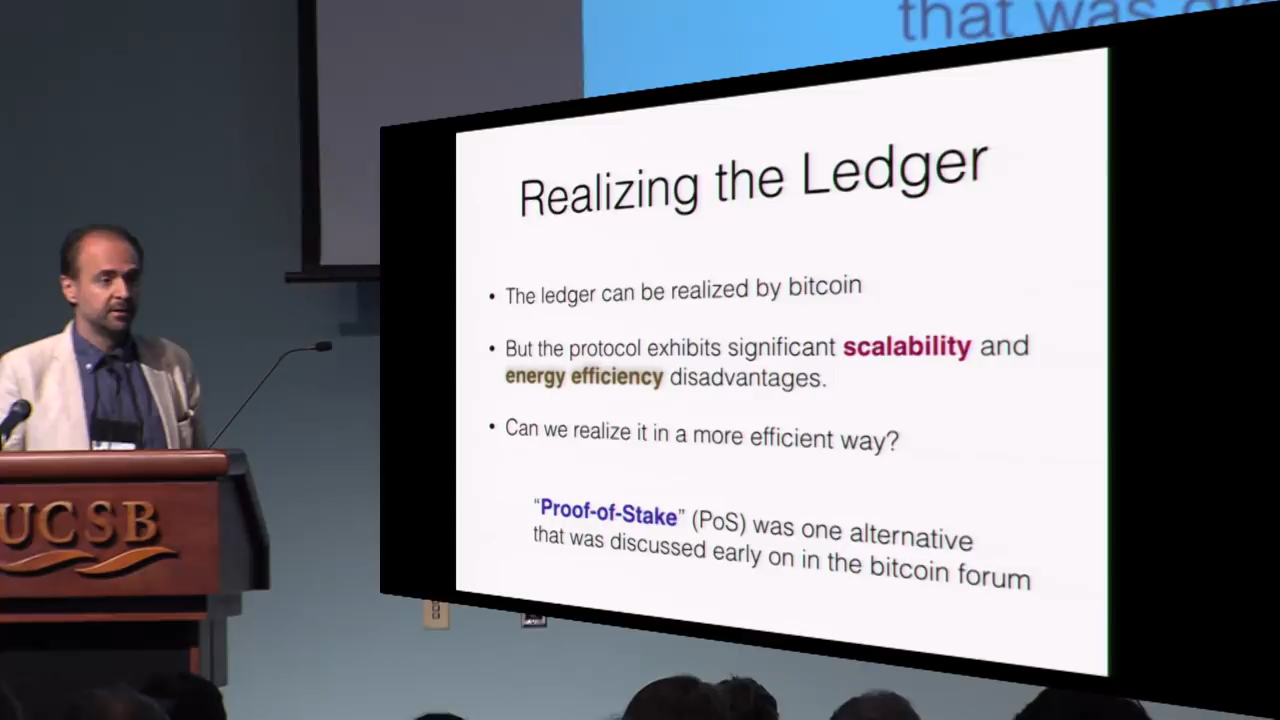 that was
Realizing the Ledger
• The ledger can be realized by bitcoin
• But the protocol exhibits significant scalability and
energy efficiency disadvantages.
• Can we realize it in a more efficient way?
“Proof-of-Stake” (PoS) was one alternative
that was discussed early on in the bitcoin forum
UCSB